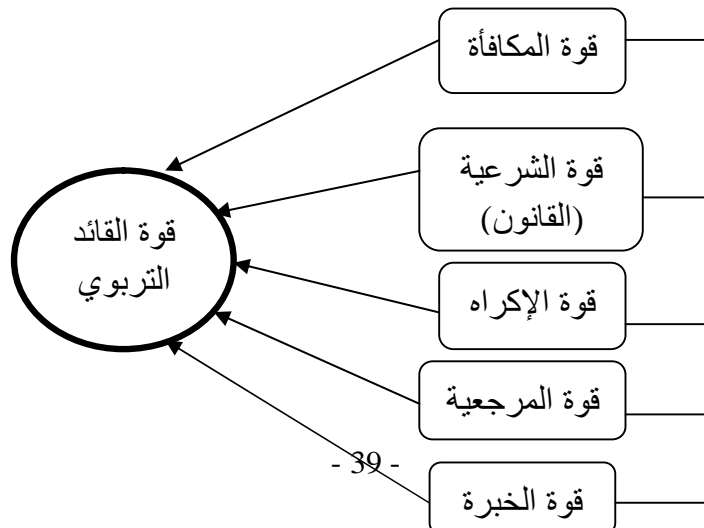 قوة المكافأة
قوة الشرعية
(القانون)
قوة القائد
التربوي
قوة الإكراه
قوة المرجعية
- 39 -
قوة الخبرة